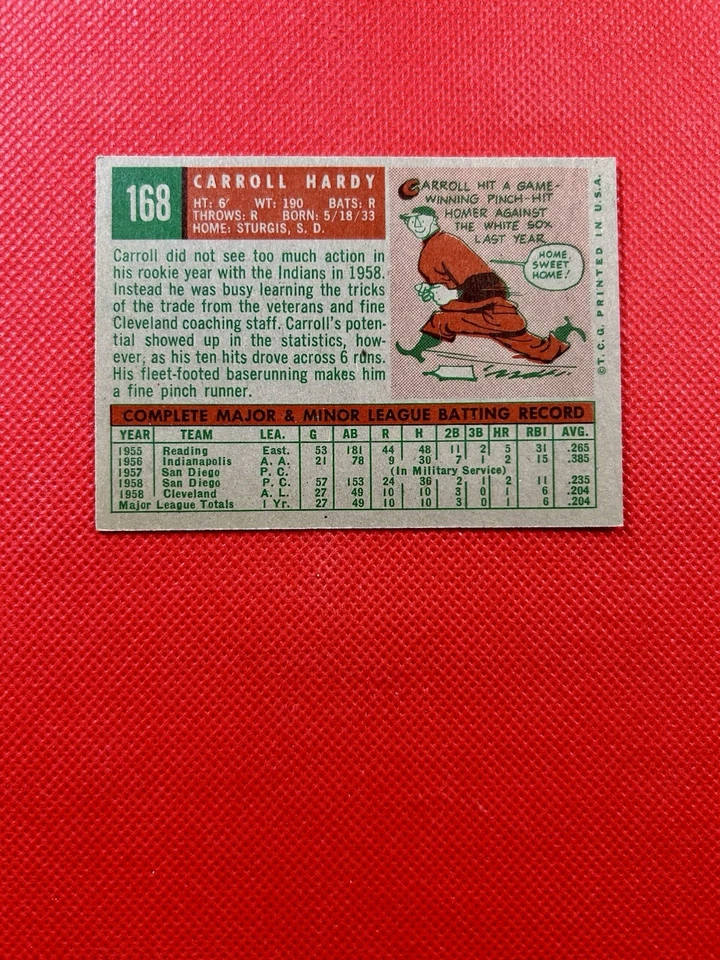 168
CARROLL HARDY
HT: 6' WT: 190 BATS: R
THROWS: R BORN: 5/18/33
HOME: STURGIS, S. D.
Carroll did not see too much action in
his rookie year with the Indians in 1958.
Instead he was busy learning the tricks
of the trade from the veterans and fine
Cleveland coaching staff. Carroll's poten-
tial showed up in the statistics, how-
ever, as his ten hits drove across 6 runs.
His fleet-footed baserunning makes him
a fine pinch runner.
CARROLL HIT A GAME-
WINNING PINCH-HIT
HOMER AGAINST
THE WHITE SOX
LAST YEAR.
HOME,
SWEET
HOME!
©T.C.G. PRINTED IN U.S.A.
COMPLETE MAJOR & MINOR LEAGUE BATTING RECORD
YEAR TEAM LEA. G AB R H 2B 3B HR RBI AVG.
1955 Reading East. 53 181 44 48 11 2 5 31 .265
1956 Indianapolis A. A. 21 78 9 30 7 1 2 15 .385
1957 San Diego P. C. (In Military Service)
1958 San Diego P. C. 57 153 24 36 2 1 2 11 .235
1958 Cleveland A. L. 27 49 10 10 3 0 1 6 .204
Major League Totals 1 Yr. 27 49 10 10 3 0 1 6 .204